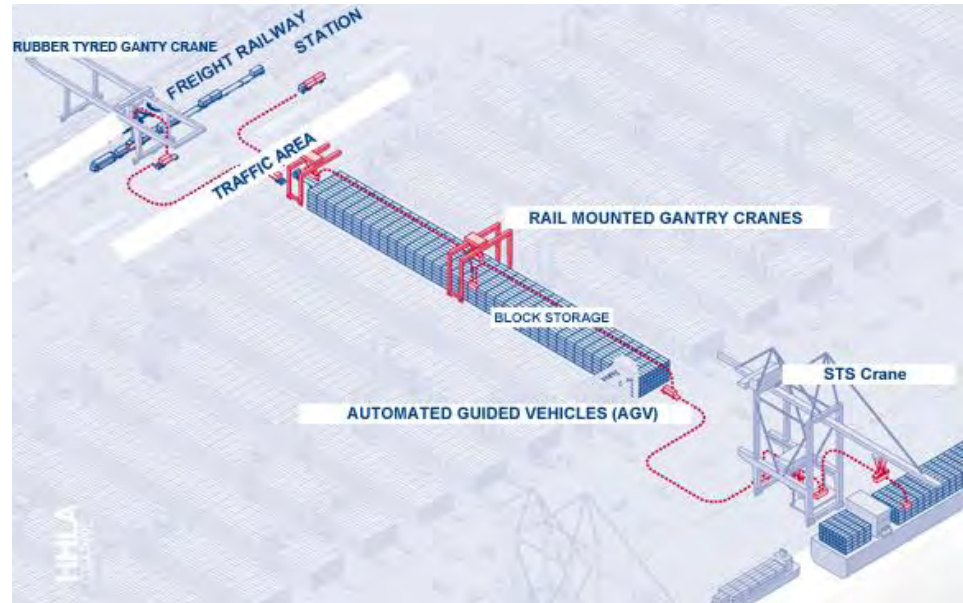 RUBBER TYRED GANTY CRANE
FREIGHT RAILWAY
STATION
TRAFFIC AREA
RAIL MOUNTED GANTRY CRANES
BLOCK STORAGE
STS Crane
AUTOMATED GUIDED VEHICLES (AGV)
HHLA